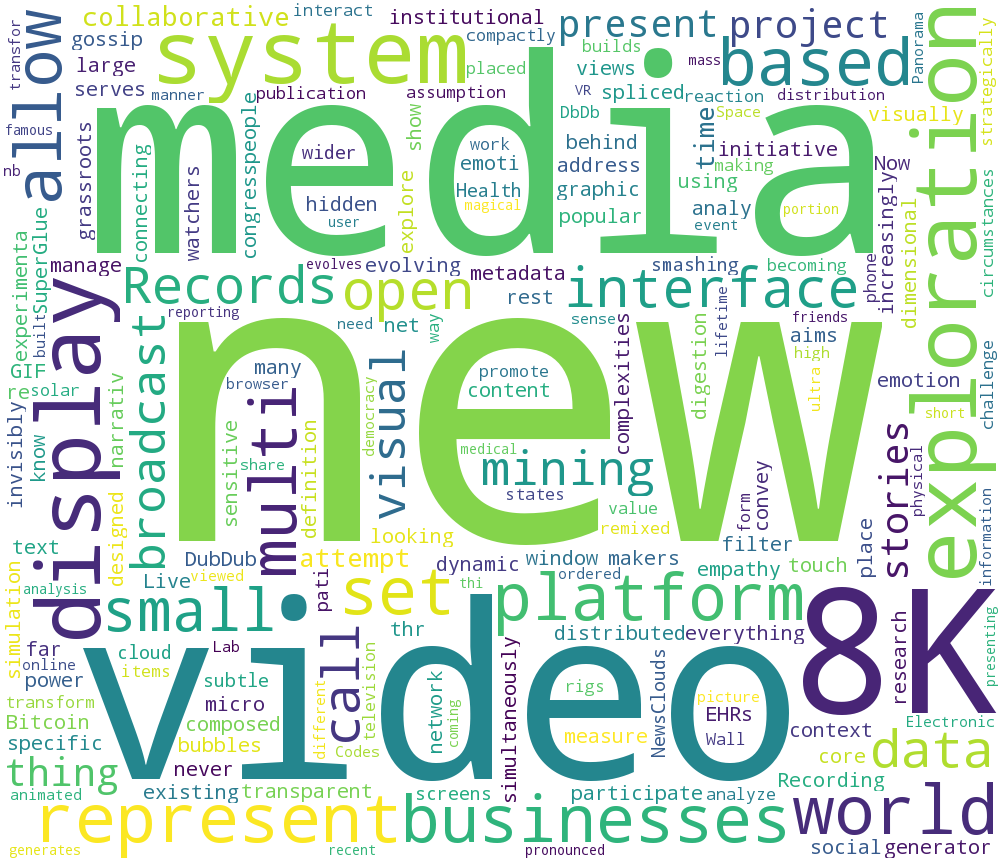 transfor
famous
nb
allow
collaborative
gossip
large
serves
manner
system
interact
institutional
compactly
placed
publication
assumption
present
project
builds
views
mass
based
Panorama
strategically
VR
spliced
reaction
distribution
DbDb
Space
visually
media
wider
hidden
user
work
emoti
Health
magical
behind
address
graphic
popular
time
initiative
making
using
analy
event
portion
Now
exploration
grassroots
connecting
watchers
congresspeople
show
explore
experimenta
SuperGlue
built
GIF
re
solar
manage
Records
evolves
evolving
open
metadata
rest
interface
smashing
becoming
phone
increasingly
dimensional
circumstances
reporting
need
net
way
sense
complexities
lifetime
friends
aims
high
ultra
display
broadcast
many
browser
multi
visual
democracy
promote
content
digestion
emotion
challenge
short
new
medical
mining
states
value
remixed
know
invisibly
narrativ
designed
sensitive
share
definition
looking
convey
form
filter
place
stories
physical
information
text
analysis
simulation
DubDub
viewed
Live
attempt
pati
dynamic
window makers
ordered
empathy
touch
small
set
thi
platform
8K
presenting
far
online
power
transform
Bitcoin
specific
thing
animated
generates
cloud
items
Lab
subtle
micro
composed
bubbles
never
existing
transparent
call
different
television
Codes
thr
network
coming
simultaneously
distributed
everything
rigs
measure
NewsClouds
picture
EHRs
Wall
video
research
context
core
Electronic
data
Recording
represent
screens
participate
analyze
businesses
recent
pronounced
world
social
generator